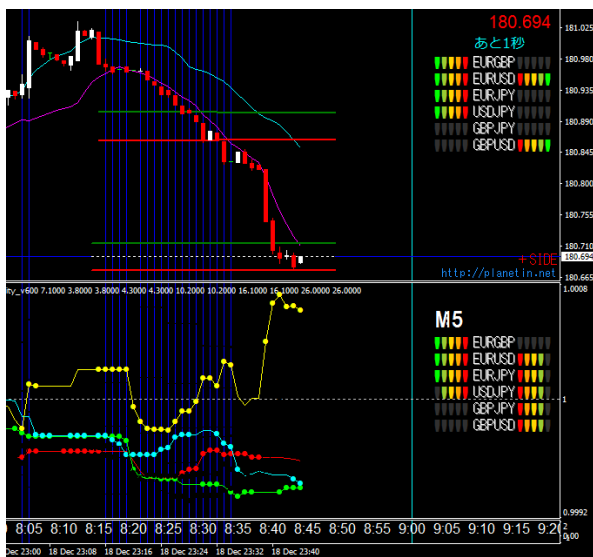 180.694
あと1秒
EURGBP
EURUSD
EURJPY
USDJPY
GBPJPY
GBPUSD
181.025
180.980
180.935
180.890
180.845
180.800
180.755
180.710
180.694
180.665
+ SIDE
http://planetin.net
ity_v600 7.1000 3.8000 3.8000 4.3000 4.3000 10.2000 10.2000 16.1000 16.1000 26.0000 26.0000
1.0008
M5
EURGBP
EURUSD
EURJPY
USDJPY
GBPJPY
GBPUSD
1
0.9992
8:05 8:10 8:15 8:20 8:25 8:30 8:35 8:40 8:45 8:50 8:55 9:00 9:05 9:10 9:15 9:2
Dec 23:00 18 Dec 23:08 18 Dec 23:16 18 Dec 23:24 18 Dec 23:32 18 Dec 23:40